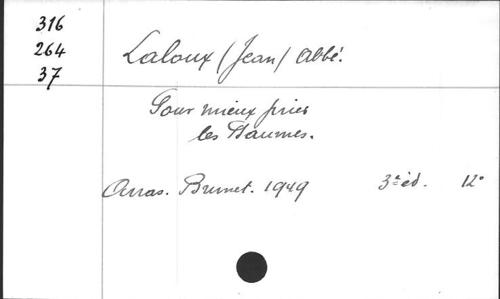 316
264
37
Laloux (Jean) Abbé.
Pour mieux prier
les Psaumes.
Arras. Brunet. 1949 3e éd. 12°